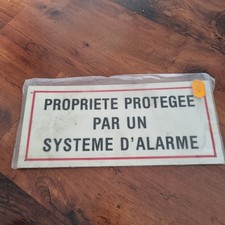 PROPRIETE PROTEGEE
PAR UN
SYSTEME D'ALARME